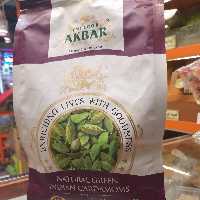 AKBAR
ENRICHING LIVES WITH GOODNESS
NATURAL GREEN
INDIAN CARDAMOMS